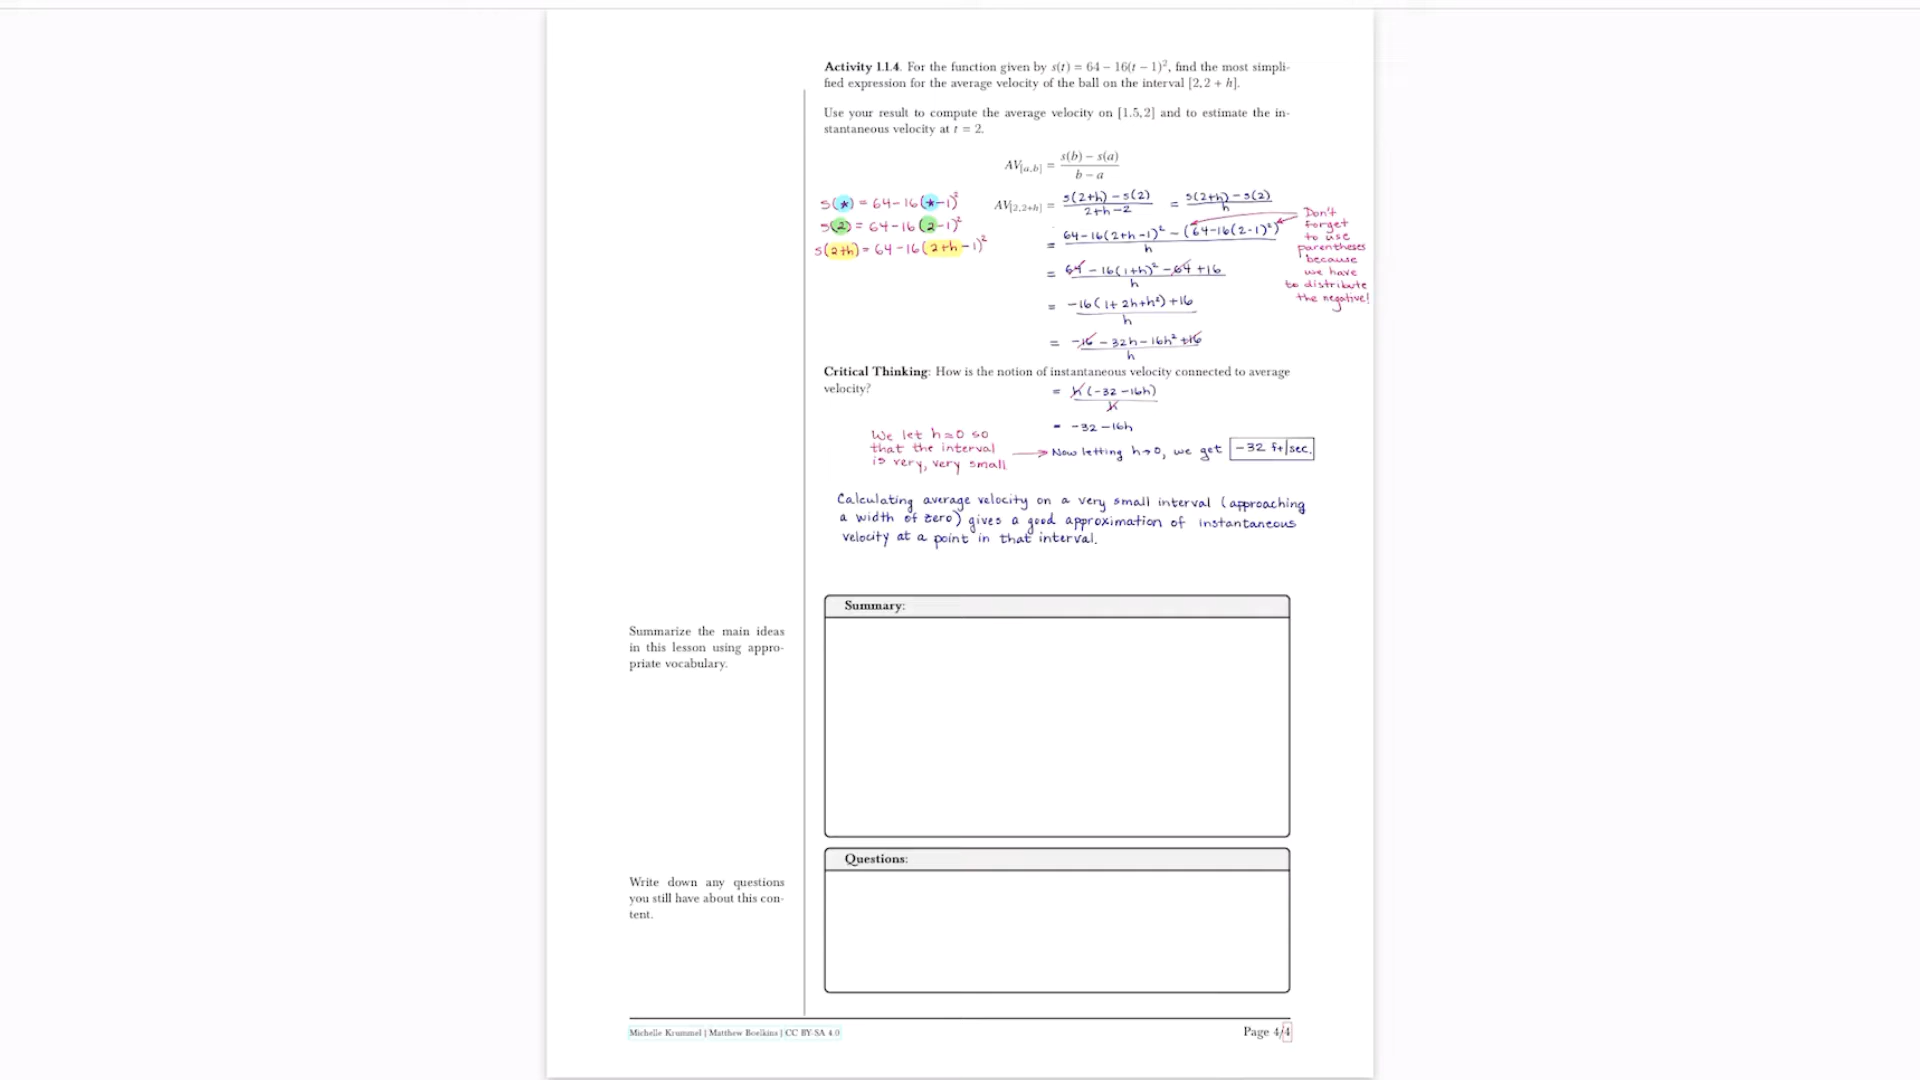 Activity 1.1.4. For the function given by s(t) = 64 − 16(t − 1)², find the most simpli-
fied expression for the average velocity of the ball on the interval [2, 2 + h].
Use your result to compute the average velocity on [1.5, 2] and to estimate the in-
stantaneous velocity at t = 2.
AV[a,b] = s(b) − s(a) / b − a
s(*) = 64-16(*-1)²
s(2) = 64-16(2-1)²
s(2+h) = 64-16(2+h-1)²
AV[2,2+h] = s(2+h)-s(2) / 2+h-2 = s(2+h)-s(2) / h
= 64-16(2+h-1)² - (64-16(2-1)²) / h
Don't
forget
to use
parentheses
because
we have
to distribute
the negative!
= 64 - 16(1+h)² - 64 + 16 / h
= -16(1+2h+h²)+16 / h
= -16 - 32h - 16h² + 16 / h
Critical Thinking: How is the notion of instantaneous velocity connected to average
velocity?
= h(-32-16h) / h
= -32-16h
We let h≈0 so
that the interval
is very, very small
Now letting h→0, we get -32 ft/sec.
Calculating average velocity on a very small interval (approaching
a width of zero) gives a good approximation of instantaneous
velocity at a point in that interval.
Summary:
Summarize the main ideas
in this lesson using appro-
priate vocabulary.
Questions:
Write down any questions
you still have about this con-
tent.
Michelle Krummel | Matthew Boelkins | CC BY-SA 4.0
Page 4/4